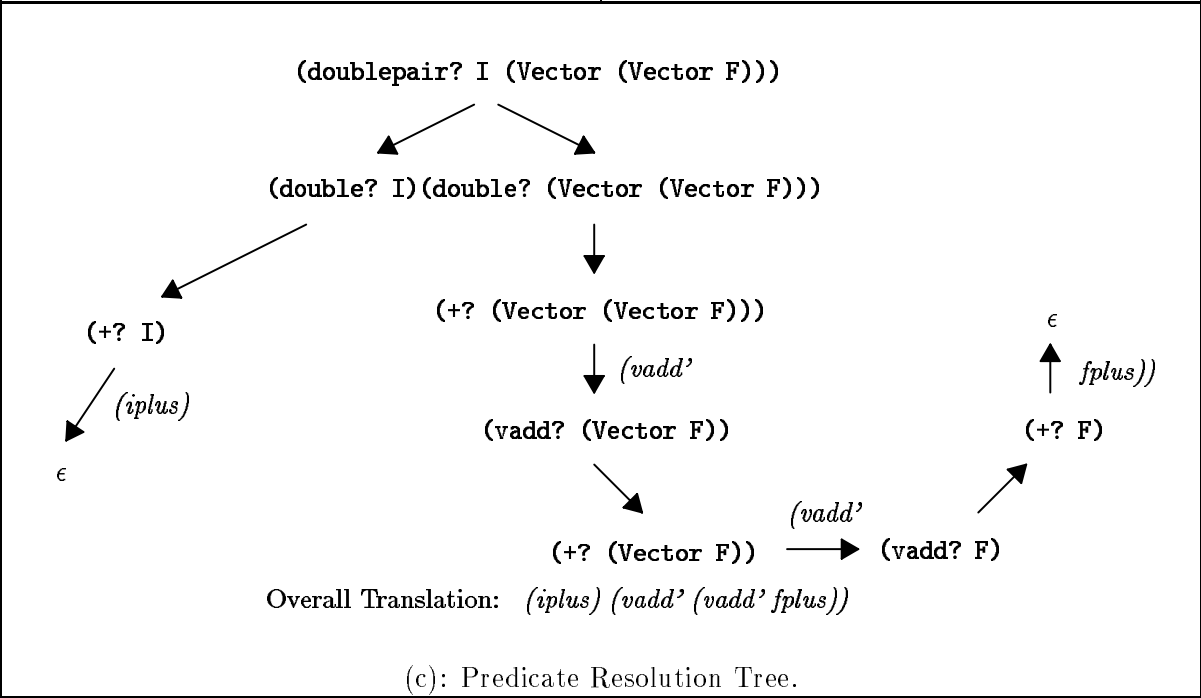 (doublepair? I (Vector (Vector F)))
(double? I)(double? (Vector (Vector F)))
(+? (Vector (Vector F)))
ϵ
(+? I)
(vadd’
fplus))
(iplus)
(vadd? (Vector F))
(+? F)
ϵ
(vadd’
(+? (Vector F))
(vadd? F)
Overall Translation: (iplus) (vadd’ (vadd’ fplus))
(c): Predicate Resolution Tree.